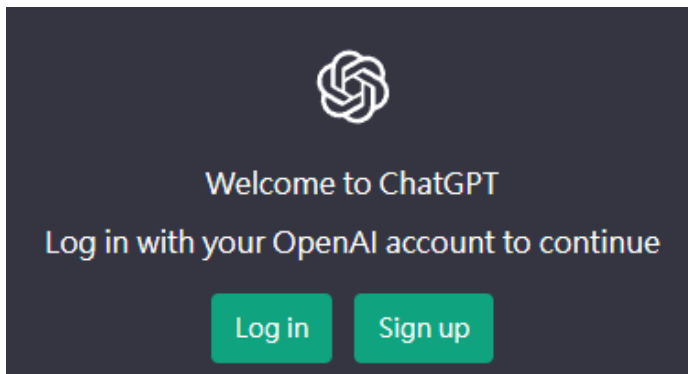 Welcome to ChatGPT
Log in with your OpenAI account to continue
Log in Sign up